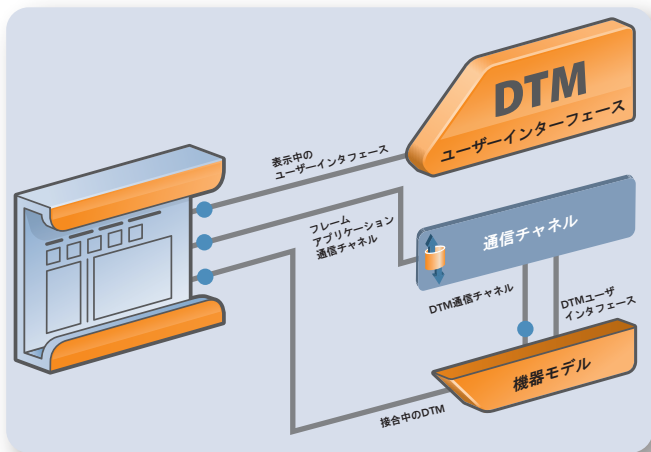 DTM
ユーザーインターフェース
表示中の
ユーザーインタフェース
フレーム
アプリケーション
通信チャネル
通信チャネル
DTM通信チャネル
DTMユーザ
インタフェース
機器モデル
接合中のDTM